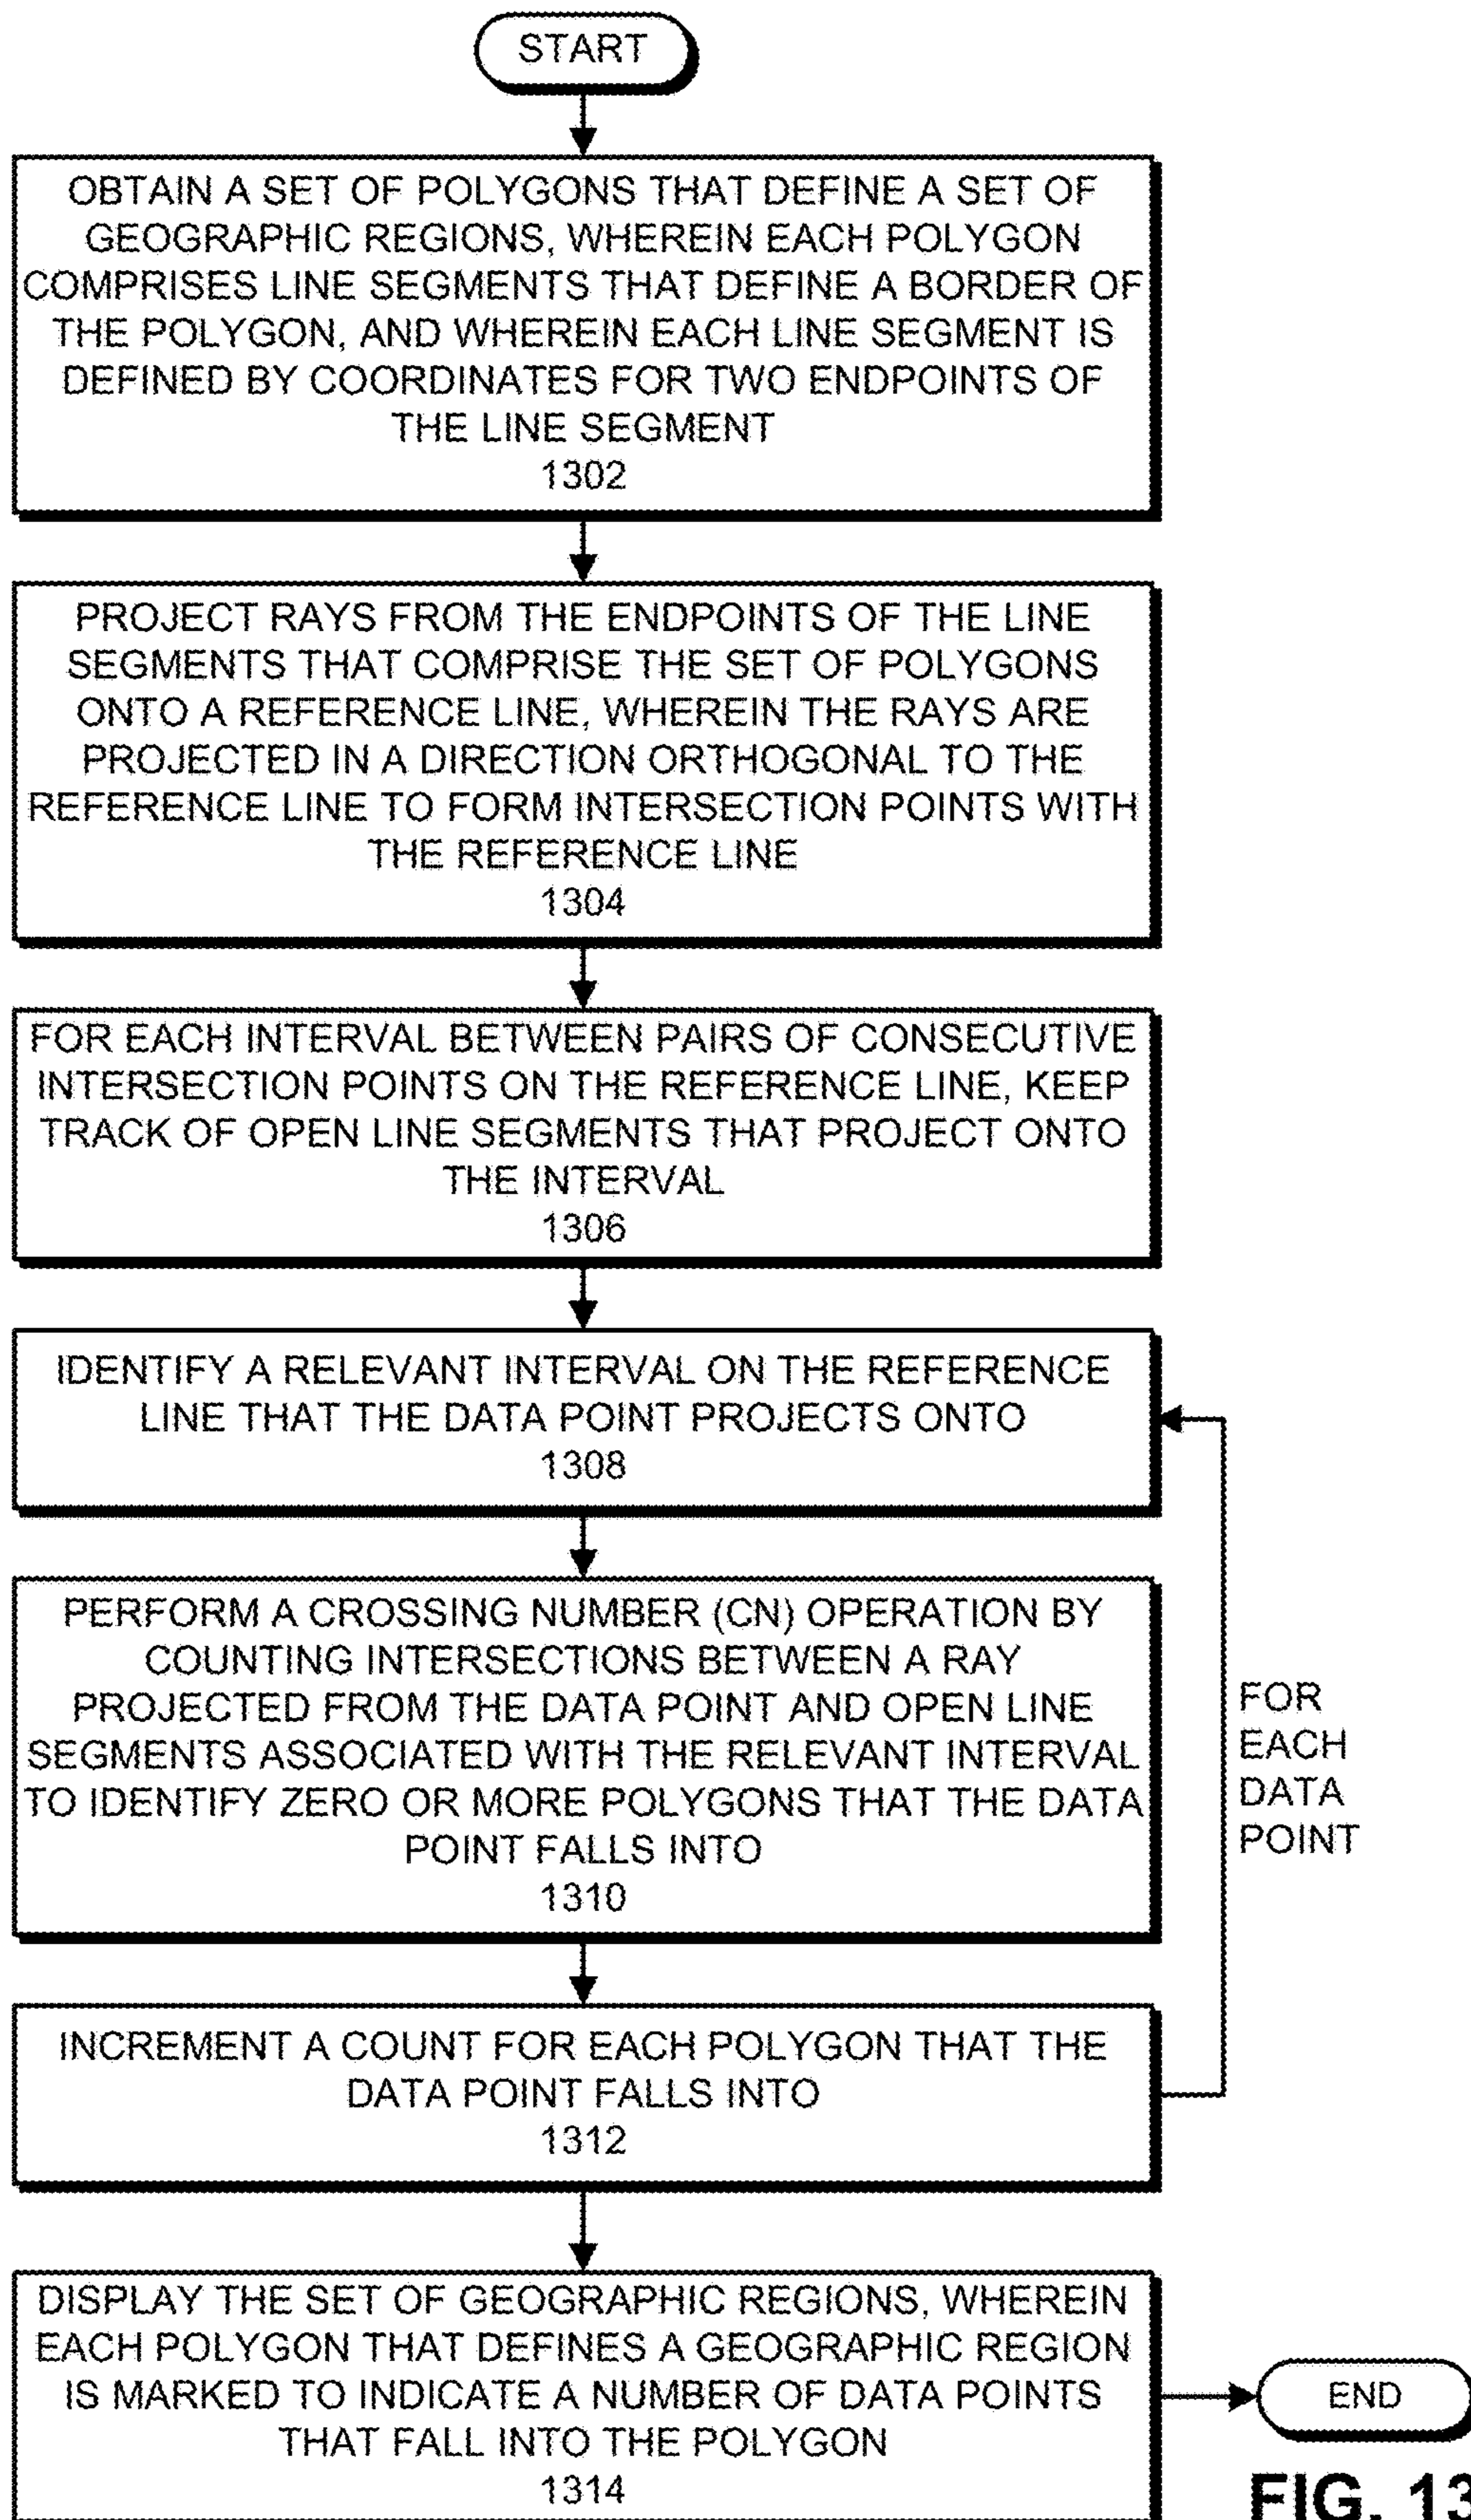 START
OBTAIN A SET OF POLYGONS THAT DEFINE A SET OF
GEOGRAPHIC REGIONS, WHEREIN EACH POLYGON
COMPRISES LINE SEGMENTS THAT DEFINE A BORDER OF
THE POLYGON, AND WHEREIN EACH LINE SEGMENT IS
DEFINED BY COORDINATES FOR TWO ENDPOINTS OF
THE LINE SEGMENT
1302
PROJECT RAYS FROM THE ENDPOINTS OF THE LINE
SEGMENTS THAT COMPRISE THE SET OF POLYGONS
ONTO A REFERENCE LINE, WHEREIN THE RAYS ARE
PROJECTED IN A DIRECTION ORTHOGONAL TO THE
REFERENCE LINE TO FORM INTERSECTION POINTS WITH
THE REFERENCE LINE
1304
FOR EACH INTERVAL BETWEEN PAIRS OF CONSECUTIVE
INTERSECTION POINTS ON THE REFERENCE LINE, KEEP
TRACK OF OPEN LINE SEGMENTS THAT PROJECT ONTO
THE INTERVAL
1306
IDENTIFY A RELEVANT INTERVAL ON THE REFERENCE
LINE THAT THE DATA POINT PROJECTS ONTO
1308
PERFORM A CROSSING NUMBER (CN) OPERATION BY
COUNTING INTERSECTIONS BETWEEN A RAY
PROJECTED FROM THE DATA POINT AND OPEN LINE
SEGMENTS ASSOCIATED WITH THE RELEVANT INTERVAL
TO IDENTIFY ZERO OR MORE POLYGONS THAT THE DATA
POINT FALLS INTO
1310
FOR
EACH
DATA
POINT
INCREMENT A COUNT FOR EACH POLYGON THAT THE
DATA POINT FALLS INTO
1312
DISPLAY THE SET OF GEOGRAPHIC REGIONS, WHEREIN
EACH POLYGON THAT DEFINES A GEOGRAPHIC REGION
IS MARKED TO INDICATE A NUMBER OF DATA POINTS
THAT FALL INTO THE POLYGON
1314
END
FIG. 13